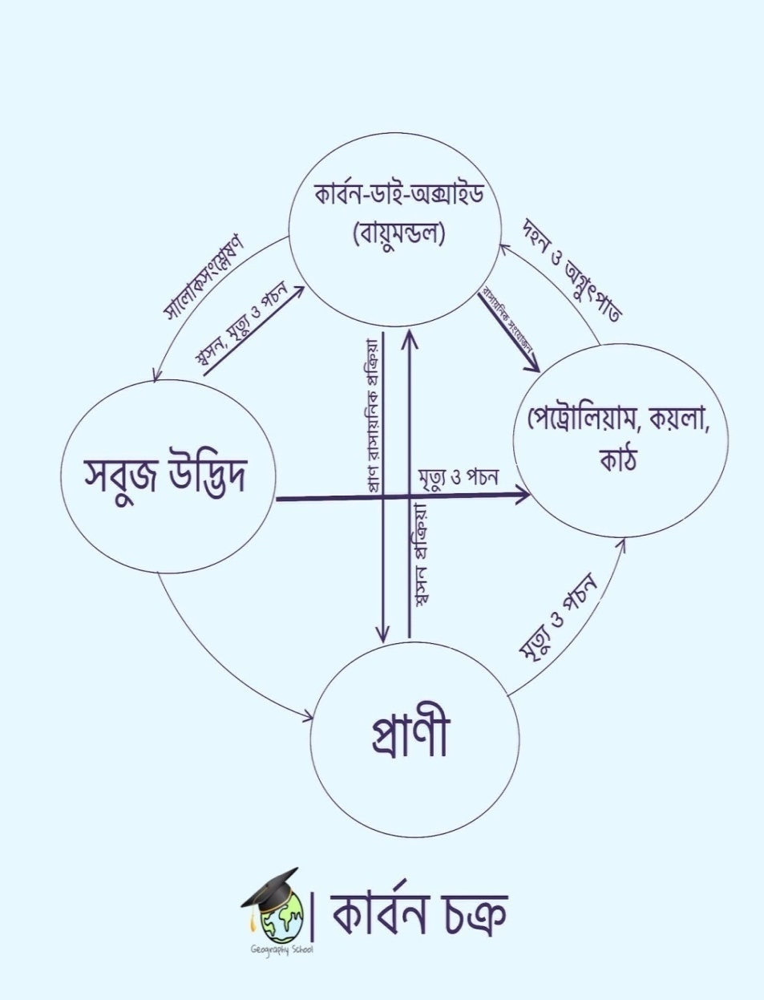 কার্বন-ডাই-অক্সাইড
(বায়ুমন্ডল)
দহন ও অগ্নুৎপাত
সালোকসংশ্লেষণ
শ্বসন, মৃত্যু ও পচন
রাসায়নিক সংযোজন
প্রাণ রাসায়নিক প্রক্রিয়া
পেট্রোলিয়াম, কয়লা,
কাঠ
সবুজ উদ্ভিদ
মৃত্যু ও পচন
শ্বসন প্রক্রিয়া
মৃত্যু ও পচন
প্রাণী
কার্বন চক্র
Geography School